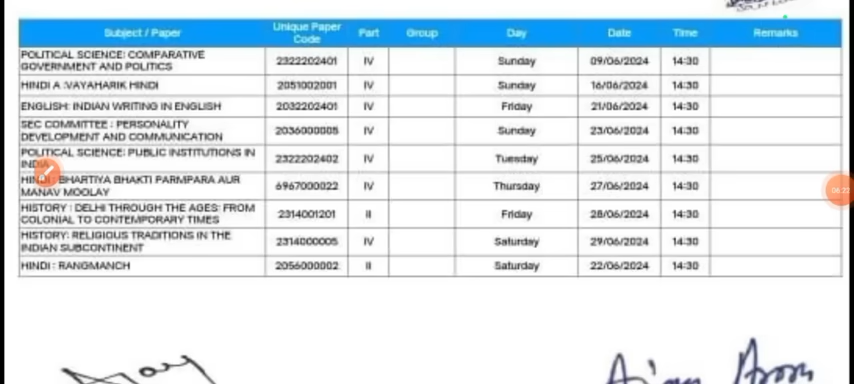 Subject / Paper Unique Paper Code Part Group Day Date Time Remarks
POLITICAL SCIENCE: COMPARATIVE
GOVERNMENT AND POLITICS 2322202401 IV Sunday 09/06/2024 14:30
HINDI A :VAYAHARIK HINDI 2051002001 IV Sunday 16/06/2024 14:30
ENGLISH: INDIAN WRITING IN ENGLISH 2032202401 IV Friday 21/06/2024 14:30
SEC COMMITTEE : PERSONALITY
DEVELOPMENT AND COMMUNICATION 2036000005 IV Sunday 23/06/2024 14:30
POLITICAL SCIENCE: PUBLIC INSTITUTIONS IN
INDIA 2322202402 IV Tuesday 25/06/2024 14:30
HINDI : BHARTIYA BHAKTI PARMPARA AUR
MANAV MOOLAY 6967000022 IV Thursday 27/06/2024 14:30
HISTORY : DELHI THROUGH THE AGES: FROM
COLONIAL TO CONTEMPORARY TIMES 2314001201 II Friday 28/06/2024 14:30
HISTORY: RELIGIOUS TRADITIONS IN THE
INDIAN SUBCONTINENT 2314000005 IV Saturday 29/06/2024 14:30
HINDI : RANGMANCH 2056000002 II Saturday 22/06/2024 14:30
06:22